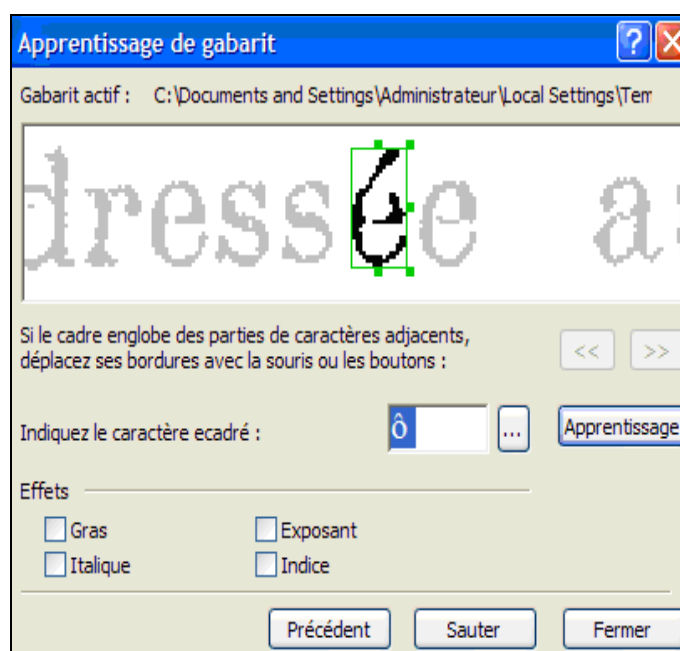 Apprentissage de gabarit
Gabarit actif : C:\Documents and Settings\Administrateur\Local Settings\Tem
dressée a
Si le cadre englobe des parties de caractères adjacents,
déplacez ses bordures avec la souris ou les boutons :
<< >>
Indiquez le caractère ecadré : ô ... Apprentissage
Effets
Gras Exposant
Italique Indice
Précédent Sauter Fermer